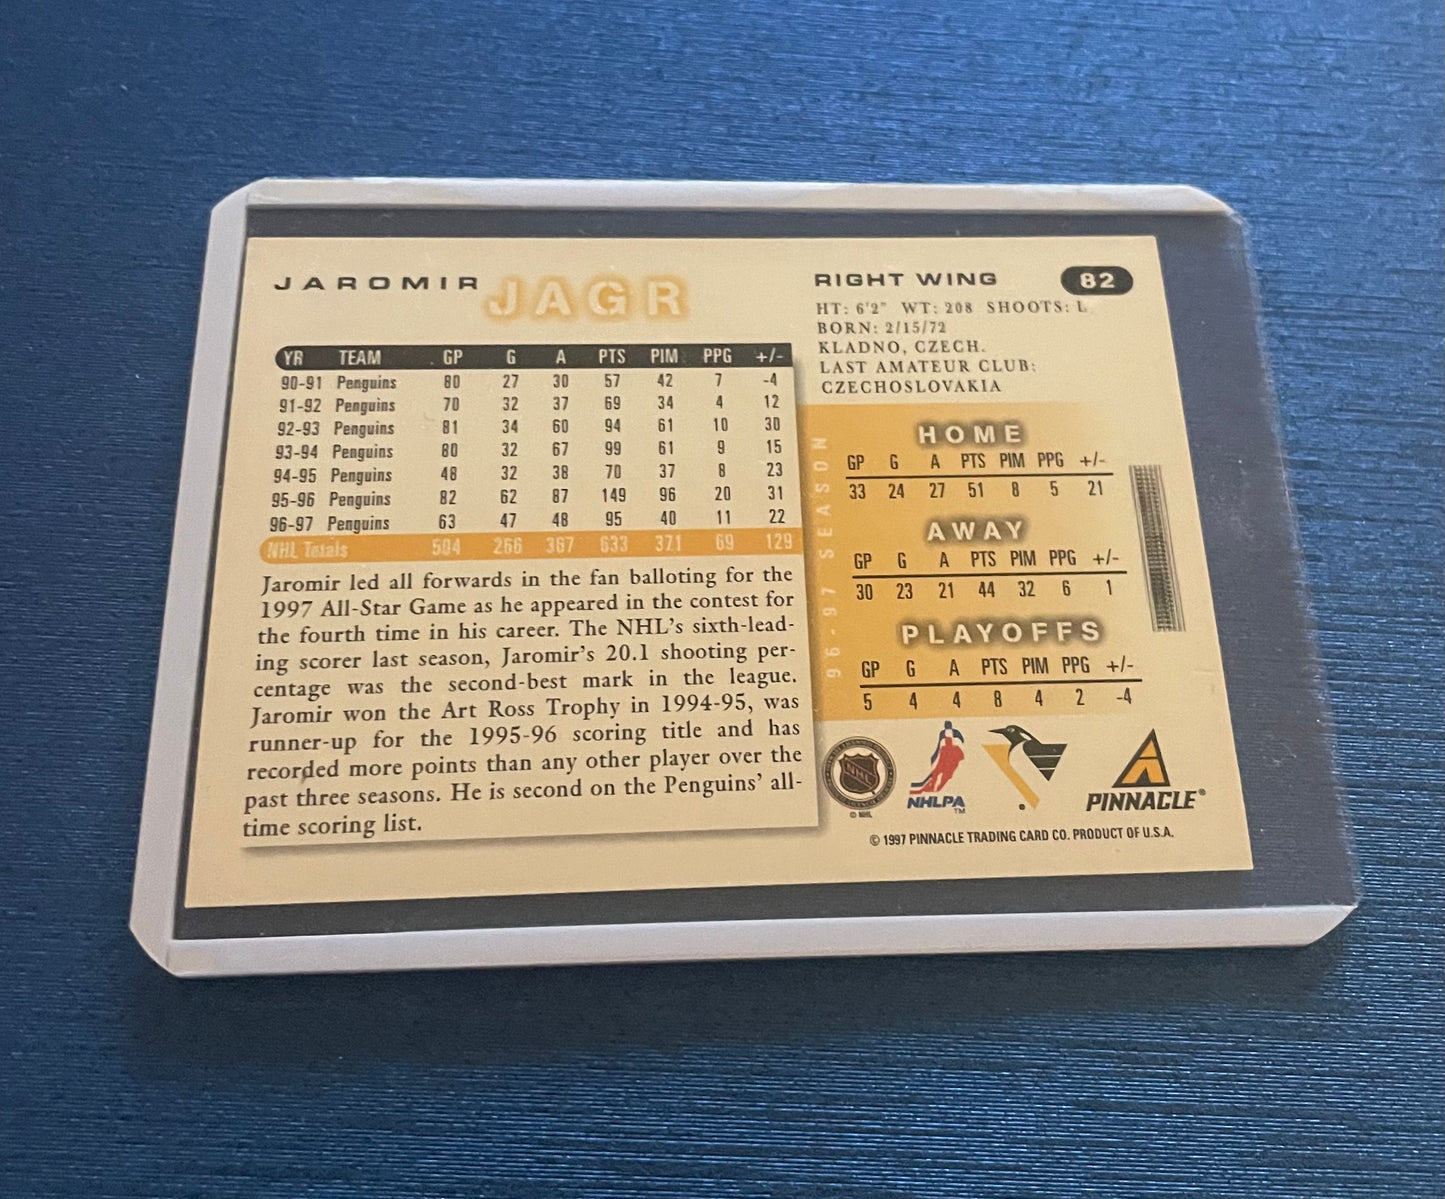 JAROMIR JAGR
YR TEAM GP G A PTS PIM PPG +/-
90-91 Penguins 80 27 30 57 42 7 -4
91-92 Penguins 70 32 37 69 34 4 12
92-93 Penguins 81 34 60 94 61 10 30
93-94 Penguins 80 32 67 99 61 9 15
94-95 Penguins 48 32 38 70 37 8 23
95-96 Penguins 82 62 87 149 96 20 31
96-97 Penguins 63 47 48 95 40 11 22
NHL Totals 504 266 367 633 371 69 129
Jaromir led all forwards in the fan balloting for the
1997 All-Star Game as he appeared in the contest for
the fourth time in his career. The NHL's sixth-lead-
ing scorer last season, Jaromir's 20.1 shooting per-
centage was the second-best mark in the league.
Jaromir won the Art Ross Trophy in 1994-95, was
runner-up for the 1995-96 scoring title and has
recorded more points than any other player over the
past three seasons. He is second on the Penguins' all-
time scoring list.
RIGHT WING 82
HT: 6'2" WT: 208 SHOOTS: L
BORN: 2/15/72
KLADNO, CZECH.
LAST AMATEUR CLUB:
CZECHOSLOVAKIA
96-97 SEASON
HOME
GP G A PTS PIM PPG +/-
33 24 27 51 8 5 21
AWAY
GP G A PTS PIM PPG +/-
30 23 21 44 32 6 1
PLAYOFFS
GP G A PTS PIM PPG +/-
5 4 4 8 4 2 -4
NHL
© NHL
NHLPA
TM
PINNACLE®
© 1997 PINNACLE TRADING CARD CO. PRODUCT OF U.S.A.